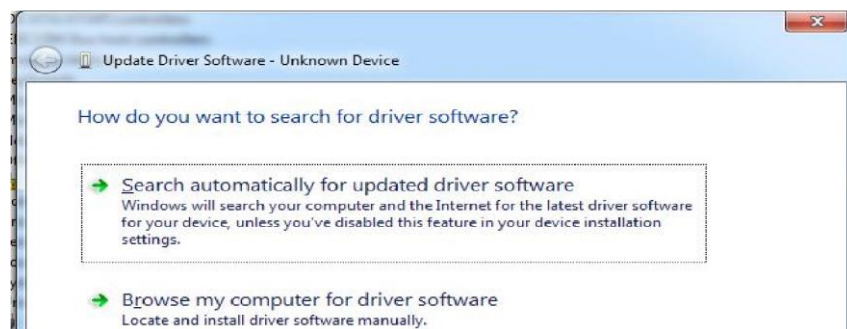 Update Driver Software - Unknown Device
How do you want to search for driver software?
Search automatically for updated driver software
Windows will search your computer and the Internet for the latest driver software
for your device, unless you've disabled this feature in your device installation
settings.
Browse my computer for driver software
Locate and install driver software manually.